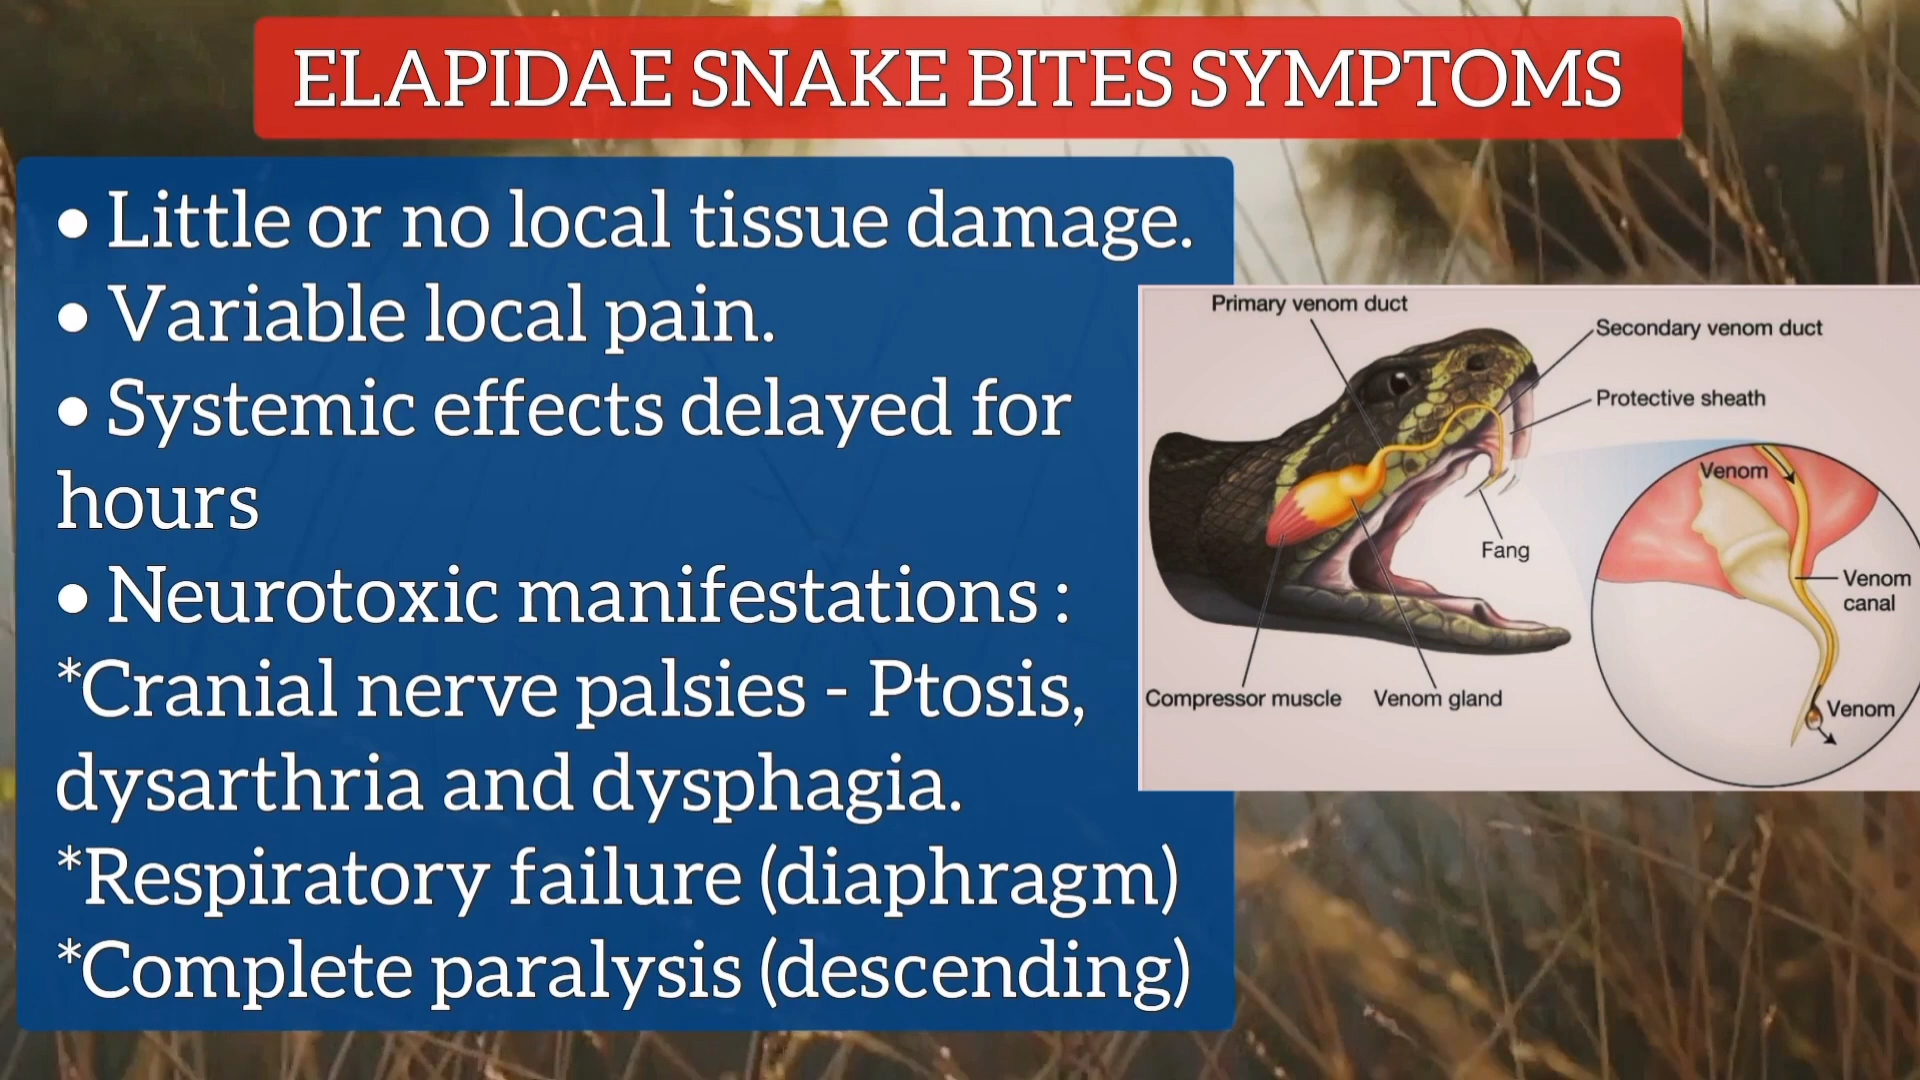 ELAPIDAE SNAKE BITES SYMPTOMS
• Little or no local tissue damage.
• Variable local pain.
• Systemic effects delayed for
hours
• Neurotoxic manifestations :
*Cranial nerve palsies - Ptosis,
dysarthria and dysphagia.
*Respiratory failure (diaphragm)
*Complete paralysis (descending)
Primary venom duct
Secondary venom duct
Protective sheath
Venom
Fang
Venom
canal
Compressor muscle
Venom gland
Venom